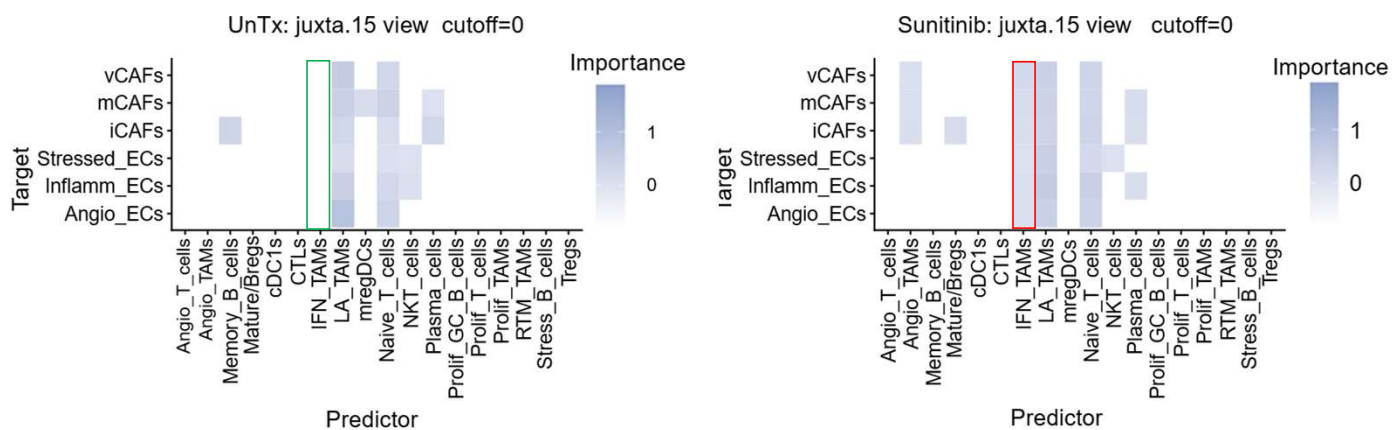 UnTx: juxta.15 view cutoff=0
Importance
1
0
Target
vCAFs
mCAFs
iCAFs
Stressed_ECs
Inflamm_ECs
Angio_ECs
Angio_T_cells
Angio_TAMs
Memory_B_cells
Mature/Bregs
cDC1s
CTLs
IFN_TAMs
LA_TAMs
mregDCs
Naive_T_cells
NKT_cells
Plasma_cells
Prolif_GC_B_cells
Prolif_T_cells
Prolif_TAMs
RTM_TAMs
Stress_B_cells
Tregs
Predictor
Sunitinib: juxta.15 view cutoff=0
Importance
1
0
Target
vCAFs
mCAFs
iCAFs
Stressed_ECs
Inflamm_ECs
Angio_ECs
Angio_T_cells
Angio_TAMs
Memory_B_cells
Mature/Bregs
cDC1s
CTLs
IFN_TAMs
LA_TAMs
mregDCs
Naive_T_cells
NKT_cells
Plasma_cells
Prolif_GC_B_cells
Prolif_T_cells
Prolif_TAMs
RTM_TAMs
Stress_B_cells
Tregs
Predictor